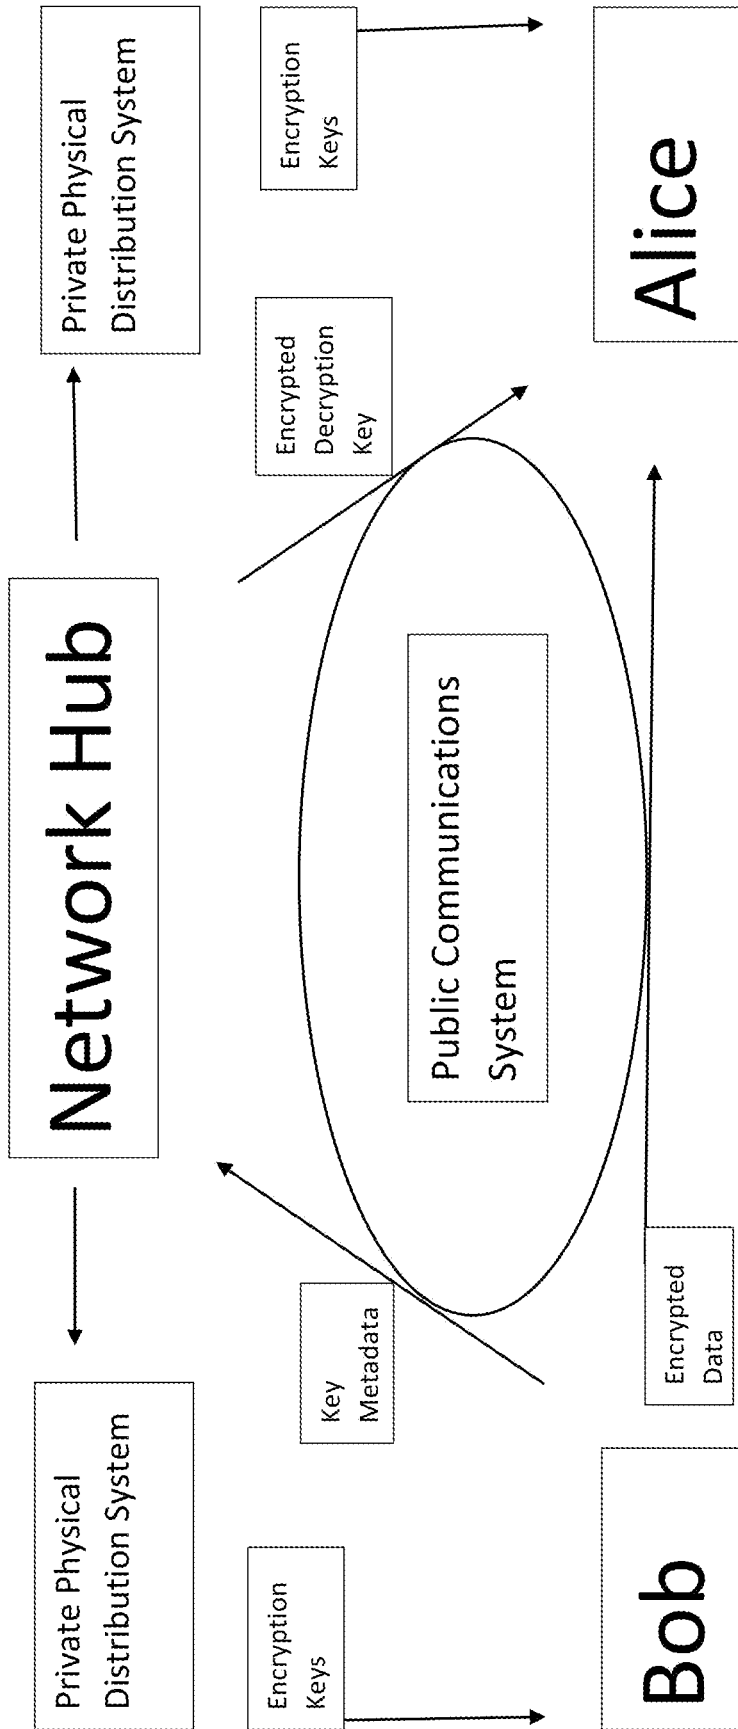 Private Physical
Distribution System
Network Hub
Private Physical
Distribution System
Encryption
Keys
Key
Metadata
Encrypted
Decryption
Key
Encryption
Keys
Public Communications
System
Bob
Encrypted
Data
Alice